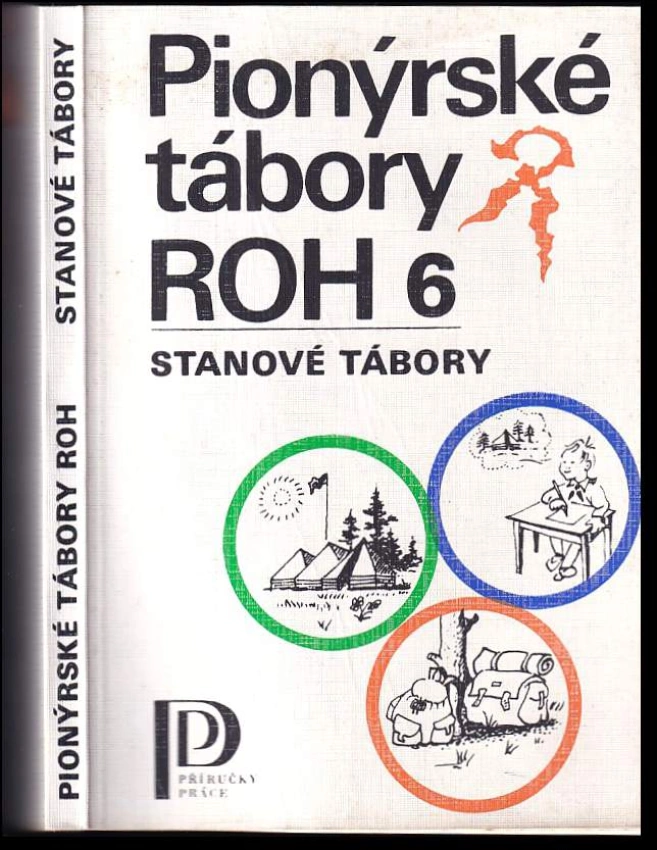 Pionýrské
tábory
ROH 6
STANOVÉ TÁBORY
PŘÍRUČKY
PRÁCE
PIONÝRSKÉ TÁBORY ROH STANOVÉ TÁBORY